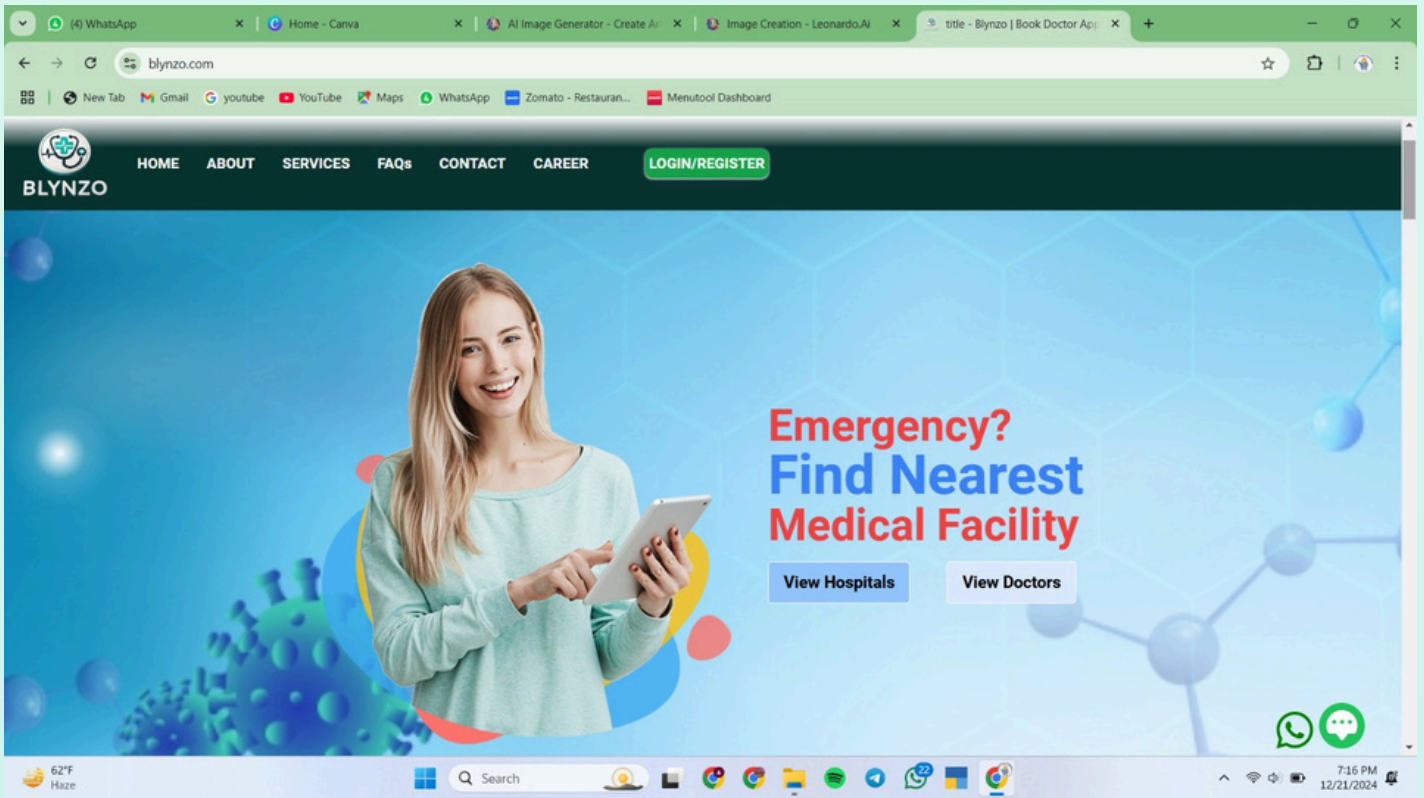 (4) WhatsApp
Home - Canva
AI Image Generator - Create Ar
Image Creation - Leonardo.Ai
title - Blynzo | Book Doctor App
blynzo.com
New Tab
Gmail
youtube
YouTube
Maps
WhatsApp
Zomato - Restauran...
Menutool Dashboard
BLYNZO
HOME
ABOUT
SERVICES
FAQs
CONTACT
CAREER
LOGIN/REGISTER
Emergency?
Find Nearest
Medical Facility
View Hospitals
View Doctors
62°F
Haze
Search
22
7:16 PM
12/21/2024